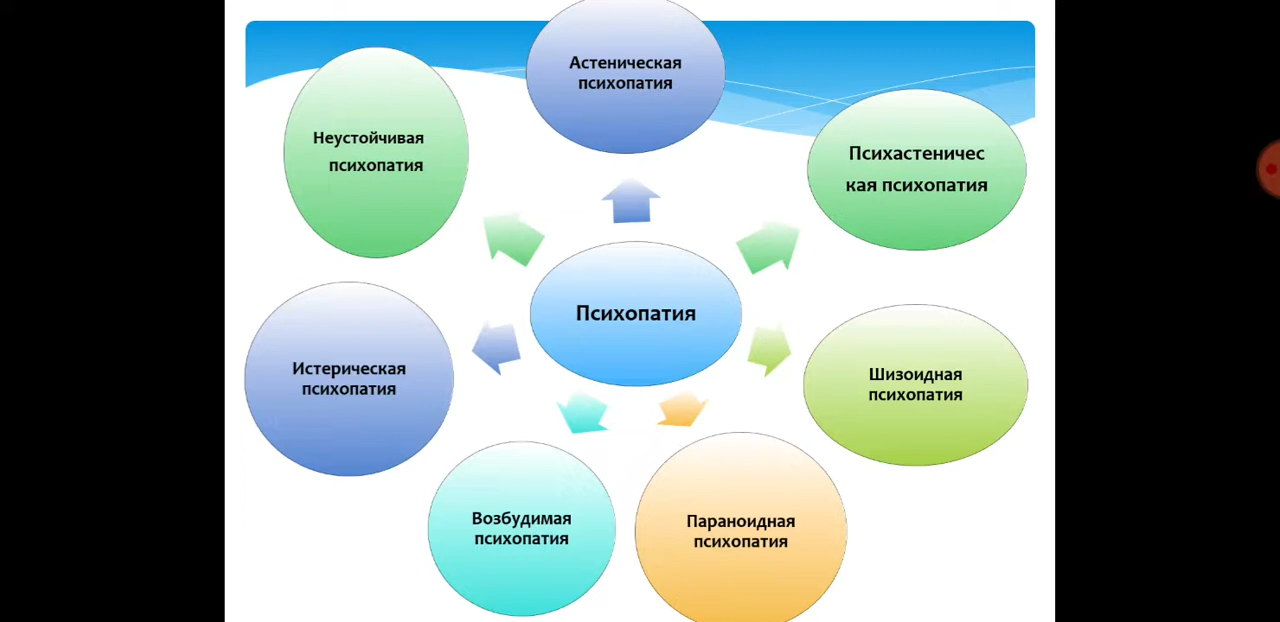 Астеническая
психопатия
Неустойчивая
психопатия
Психастеничес
кая психопатия
Психопатия
Истерическая
психопатия
Шизоидная
психопатия
Возбудимая
психопатия
Параноидная
психопатия